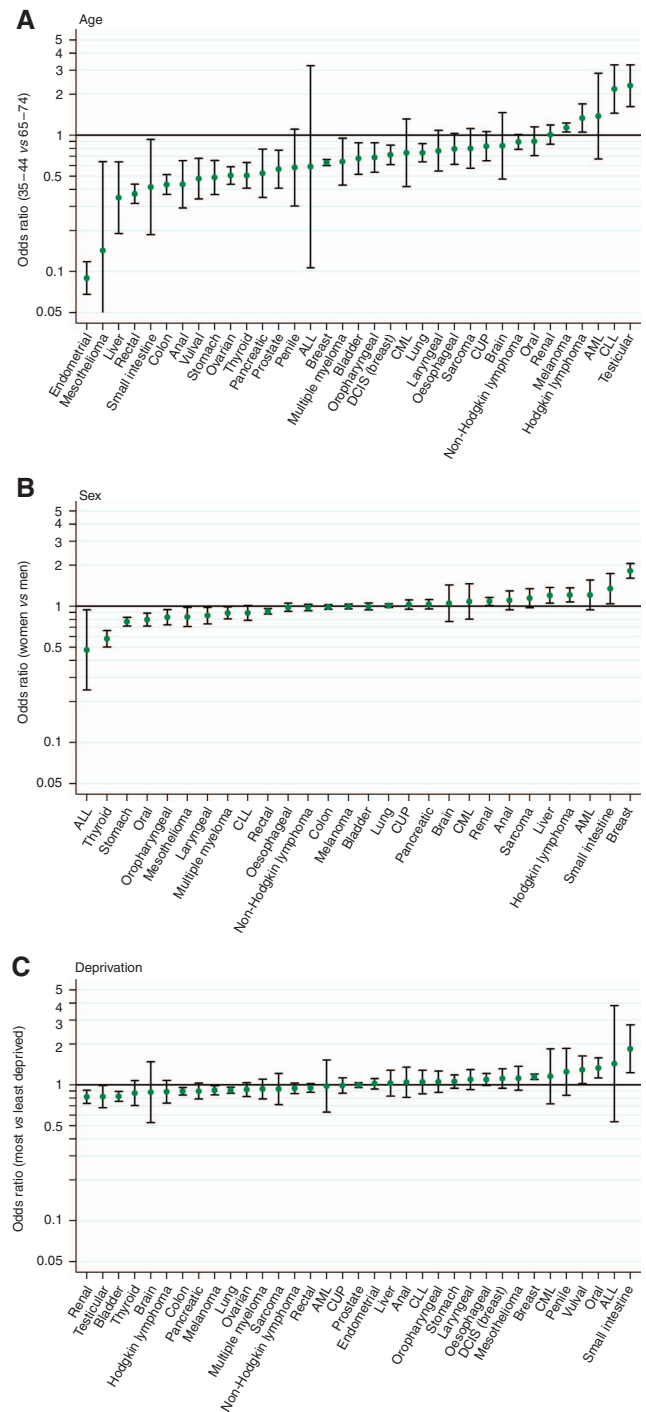 A
Age
Odds ratio (35–44 vs 65–74)
5
4
3
2
1
0.5
0.1
0.05
Endometrial
Mesothelioma
Liver
Rectal
Small intestine
Colon
Anal
Vulval
Stomach
Ovarian
Thyroid
Pancreatic
Prostate
Penile
ALL
Breast
Multiple myeloma
Bladder
Oropharyngeal
DCIS (breast)
CML
Lung
Laryngeal
Oesophageal
Sarcoma
CUP
Brain
Non-Hodgkin lymphoma
Oral
Renal
Melanoma
Hodgkin lymphoma
AML
CLL
Testicular
B
Sex
Odds ratio (women vs men)
5
4
3
2
1
0.5
0.1
0.05
ALL
Thyroid
Stomach
Oral
Oropharyngeal
Mesothelioma
Laryngeal
Multiple myeloma
CLL
Rectal
Oesophageal
Non-Hodgkin lymphoma
Colon
Melanoma
Bladder
Lung
CUP
Pancreatic
Brain
CML
Renal
Anal
Sarcoma
Liver
Hodgkin lymphoma
AML
Small intestine
Breast
C
Deprivation
Odds ratio (most vs least deprived)
5
4
3
2
1
0.5
0.1
0.05
Renal
Testicular
Bladder
Thyroid
Brain
Hodgkin lymphoma
Colon
Pancreatic
Melanoma
Lung
Ovarian
Multiple myeloma
Sarcoma
Non-Hodgkin lymphoma
Rectal
AML
CUP
Prostate
Endometrial
Liver
Anal
CLL
Oropharyngeal
Stomach
Laryngeal
Oesophageal
DCIS (breast)
Mesothelioma
Breast
CML
Penile
Vulval
Oral
ALL
Small intestine